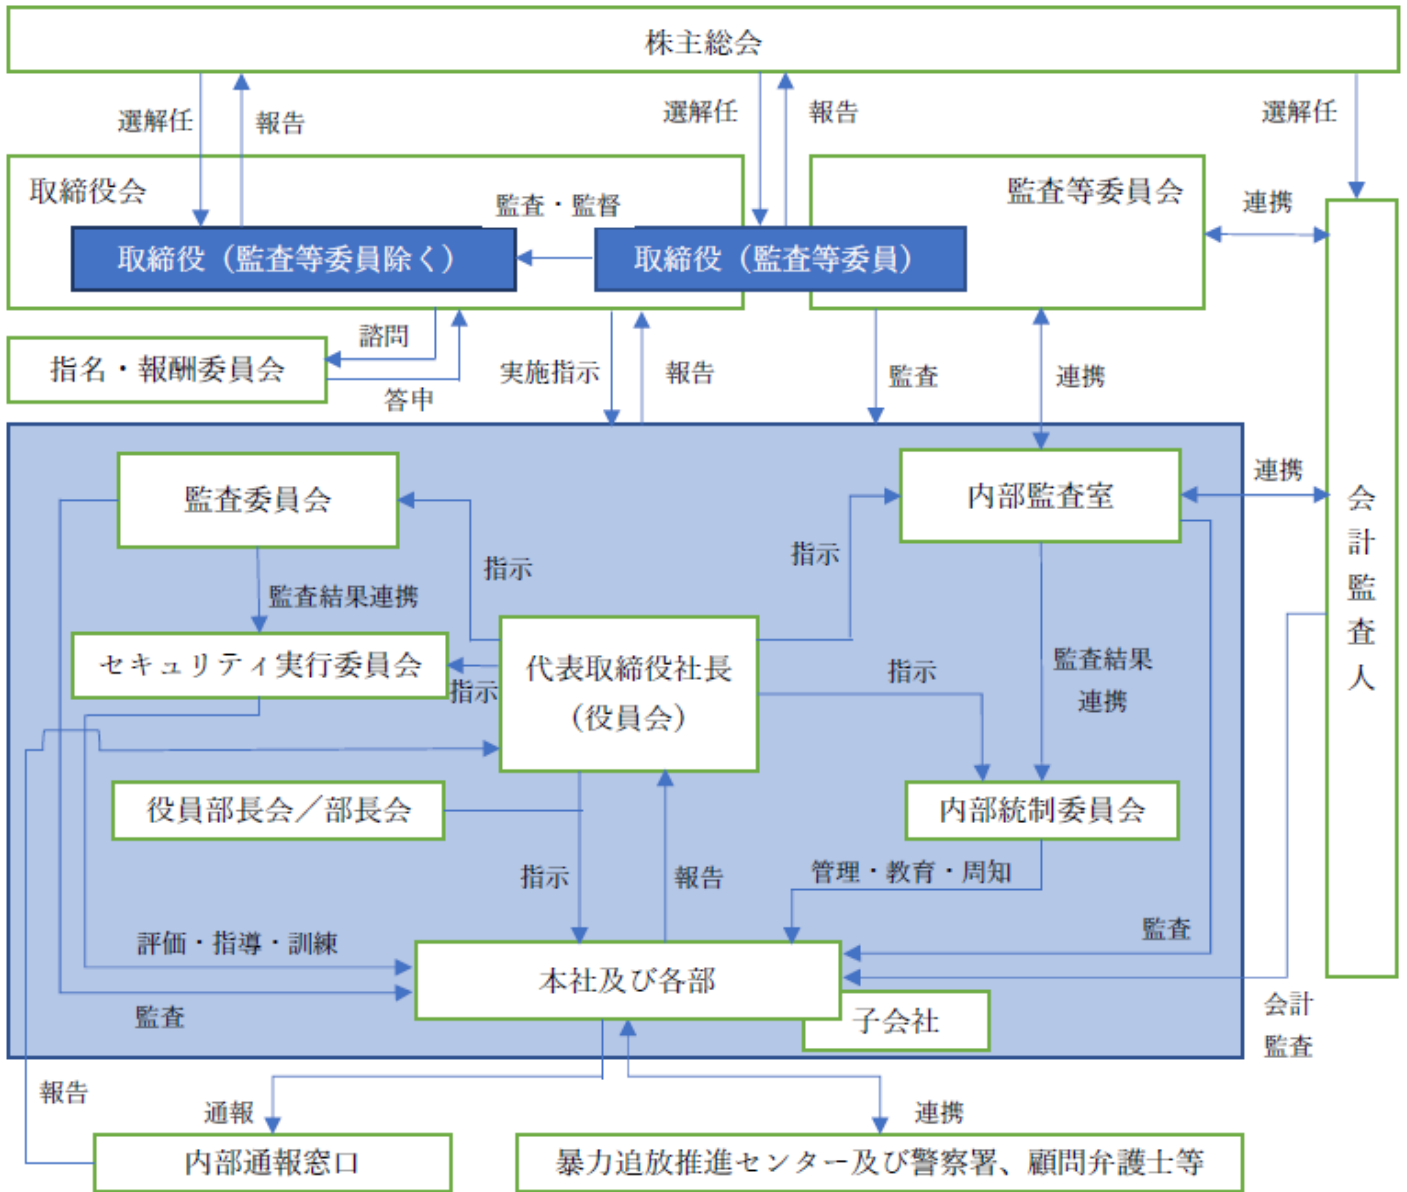 株主総会
選解任
報告
選解任
報告
選解任
取締役会
監査・監督
監査等委員会
連携
取締役（監査等委員除く）
取締役（監査等委員）
諮問
指名・報酬委員会
答申
実施指示
報告
監査
連携
監査委員会
内部監査室
連携
会計監査人
指示
指示
監査結果連携
セキュリティ実行委員会
指示
代表取締役社長
（役員会）
指示
監査結果
連携
役員部長会／部長会
内部統制委員会
指示
報告
管理・教育・周知
評価・指導・訓練
監査
本社及び各部
監査
子会社
会計
監査
報告
通報
連携
内部通報窓口
暴力追放推進センター及び警察署、顧問弁護士等